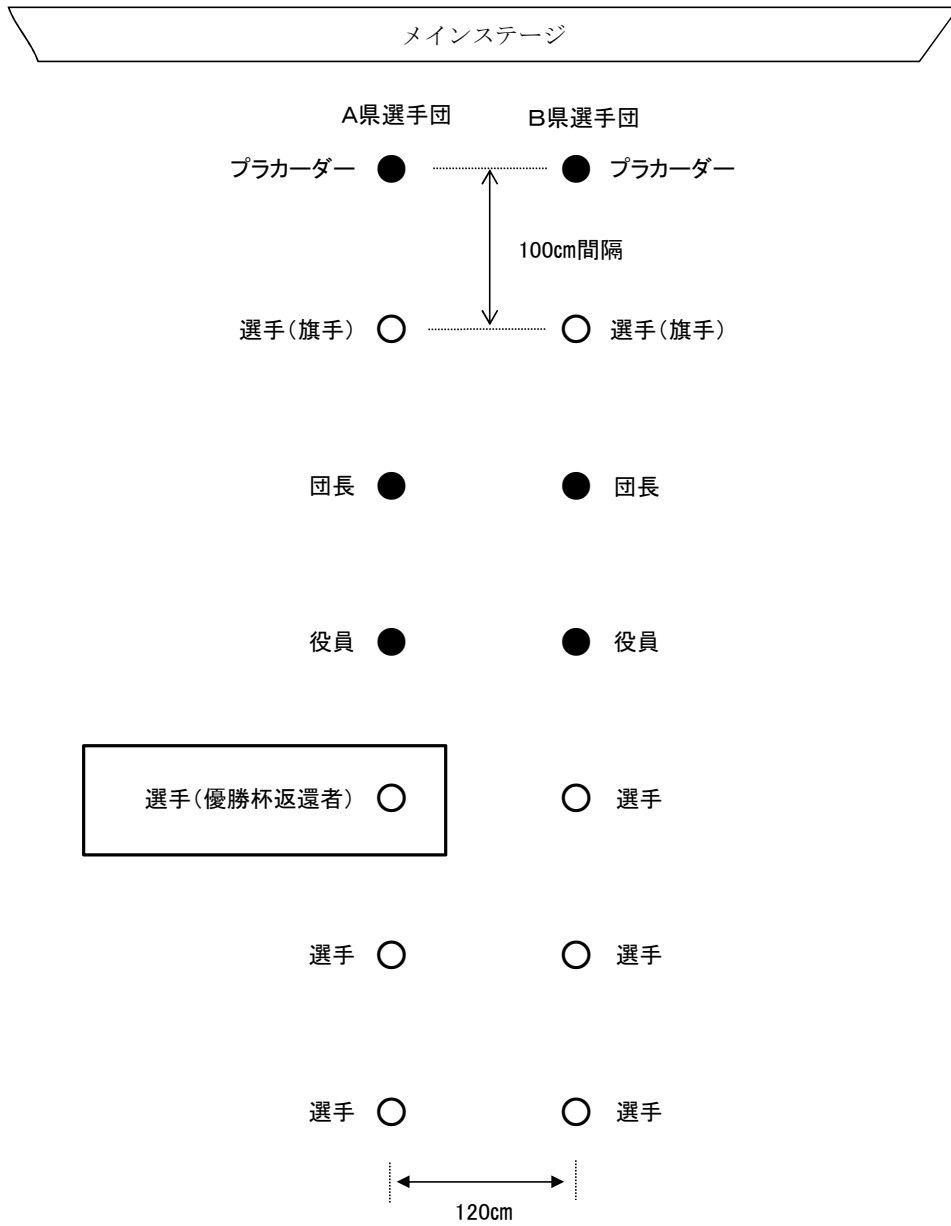 メインステージ
A県選手団 B県選手団
プラカーダー プラカーダー
100㎝間隔
選手(旗手) 選手(旗手)
団長 団長
役員 役員
選手(優勝杯返還者) 選手
選手 選手
選手 選手
120㎝